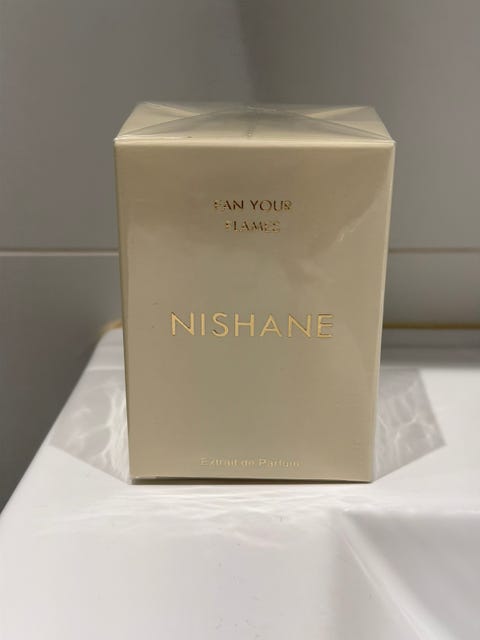 FAN YOUR
FLAMES
NISHANE
Extrait de Parfum